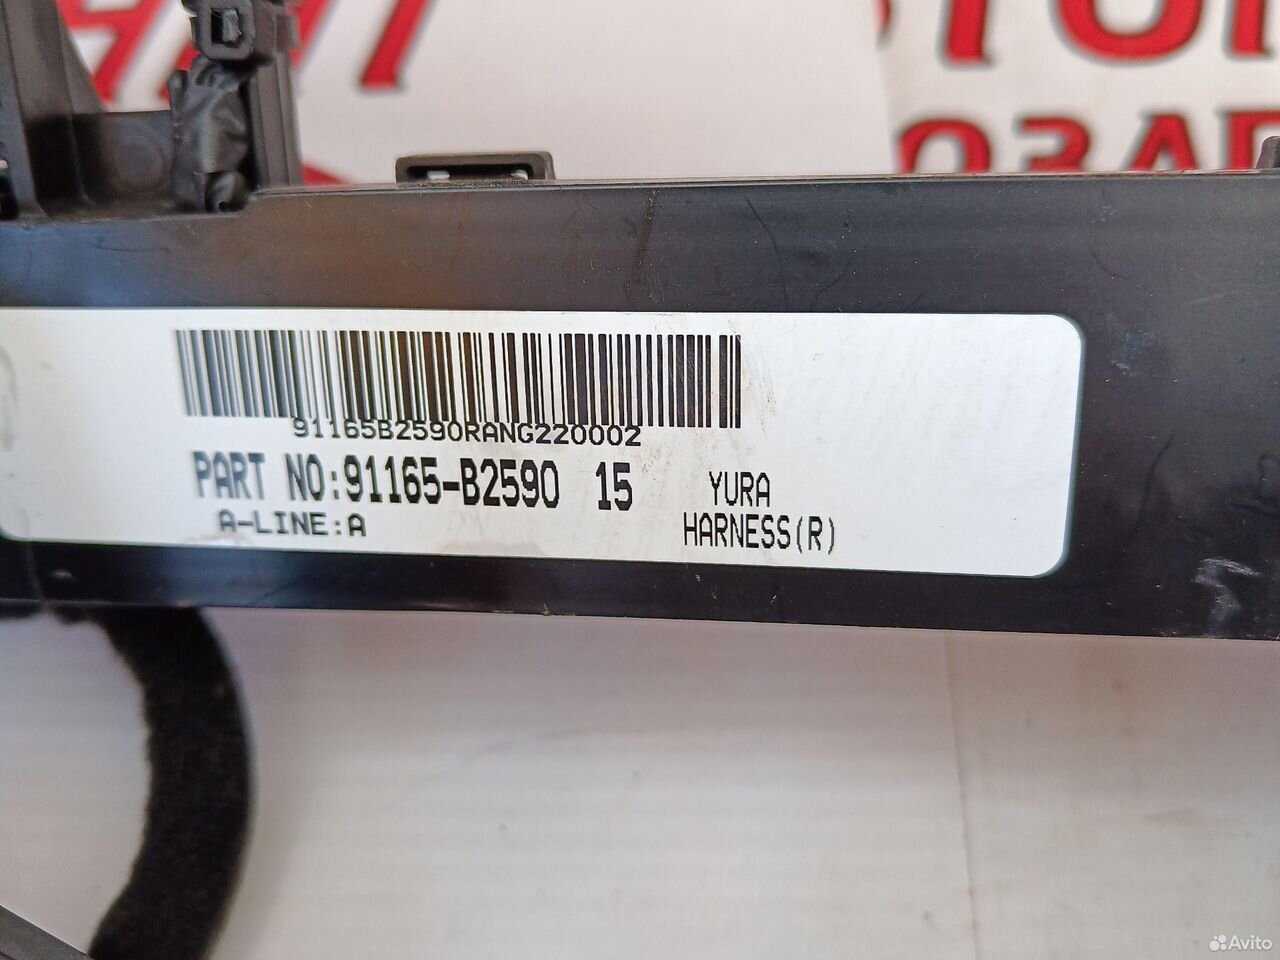 91165B2590RANG220002
PART NO:91165-B2590 15
A-LINE:A
YURA
HARNESS(R)
Avito